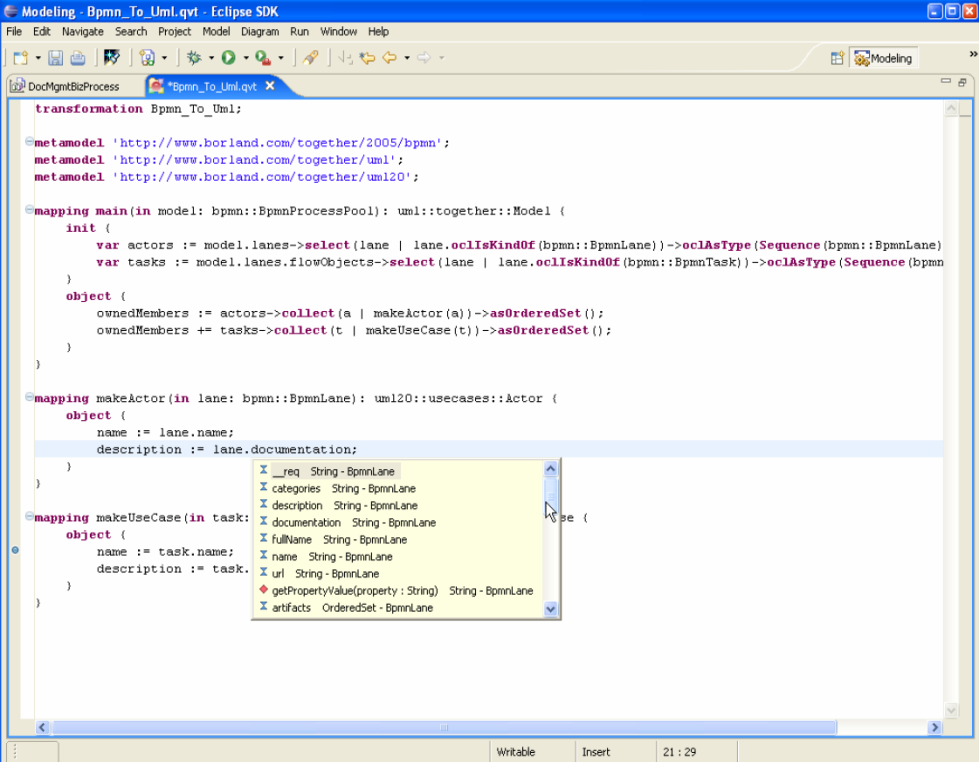 Modeling - Bpmn_To_Uml.qvt - Eclipse SDK
File Edit Navigate Search Project Model Diagram Run Window Help
Modeling
DocMgmtBizProcess *Bpmn_To_Uml.qvt
transformation Bpmn_To_Uml;
metamodel 'http://www.borland.com/together/2005/bpmn';
metamodel 'http://www.borland.com/together/uml';
metamodel 'http://www.borland.com/together/uml20';
mapping main(in model: bpmn::BpmnProcessPool): uml::together::Model {
init {
var actors := model.lanes->select(lane | lane.oclIsKindOf(bpmn::BpmnLane))->oclAsType(Sequence(bpmn::BpmnLane)
var tasks := model.lanes.flowObjects->select(lane | lane.oclIsKindOf(bpmn::BpmnTask))->oclAsType(Sequence(bpmn
}
object {
ownedMembers := actors->collect(a | makeActor(a))->asOrderedSet();
ownedMembers += tasks->collect(t | makeUseCase(t))->asOrderedSet();
}
}
mapping makeActor(in lane: bpmn::BpmnLane): uml20::usecases::Actor {
object {
name := lane.name;
description := lane.documentation;
}
}
mapping makeUseCase(in task: se {
object {
name := task.name;
description := task.
}
}
__req String - BpmnLane
categories String - BpmnLane
description String - BpmnLane
documentation String - BpmnLane
fullName String - BpmnLane
name String - BpmnLane
url String - BpmnLane
getPropertyValue(property : String) String - BpmnLane
artifacts OrderedSet - BpmnLane
Writable Insert 21 : 29